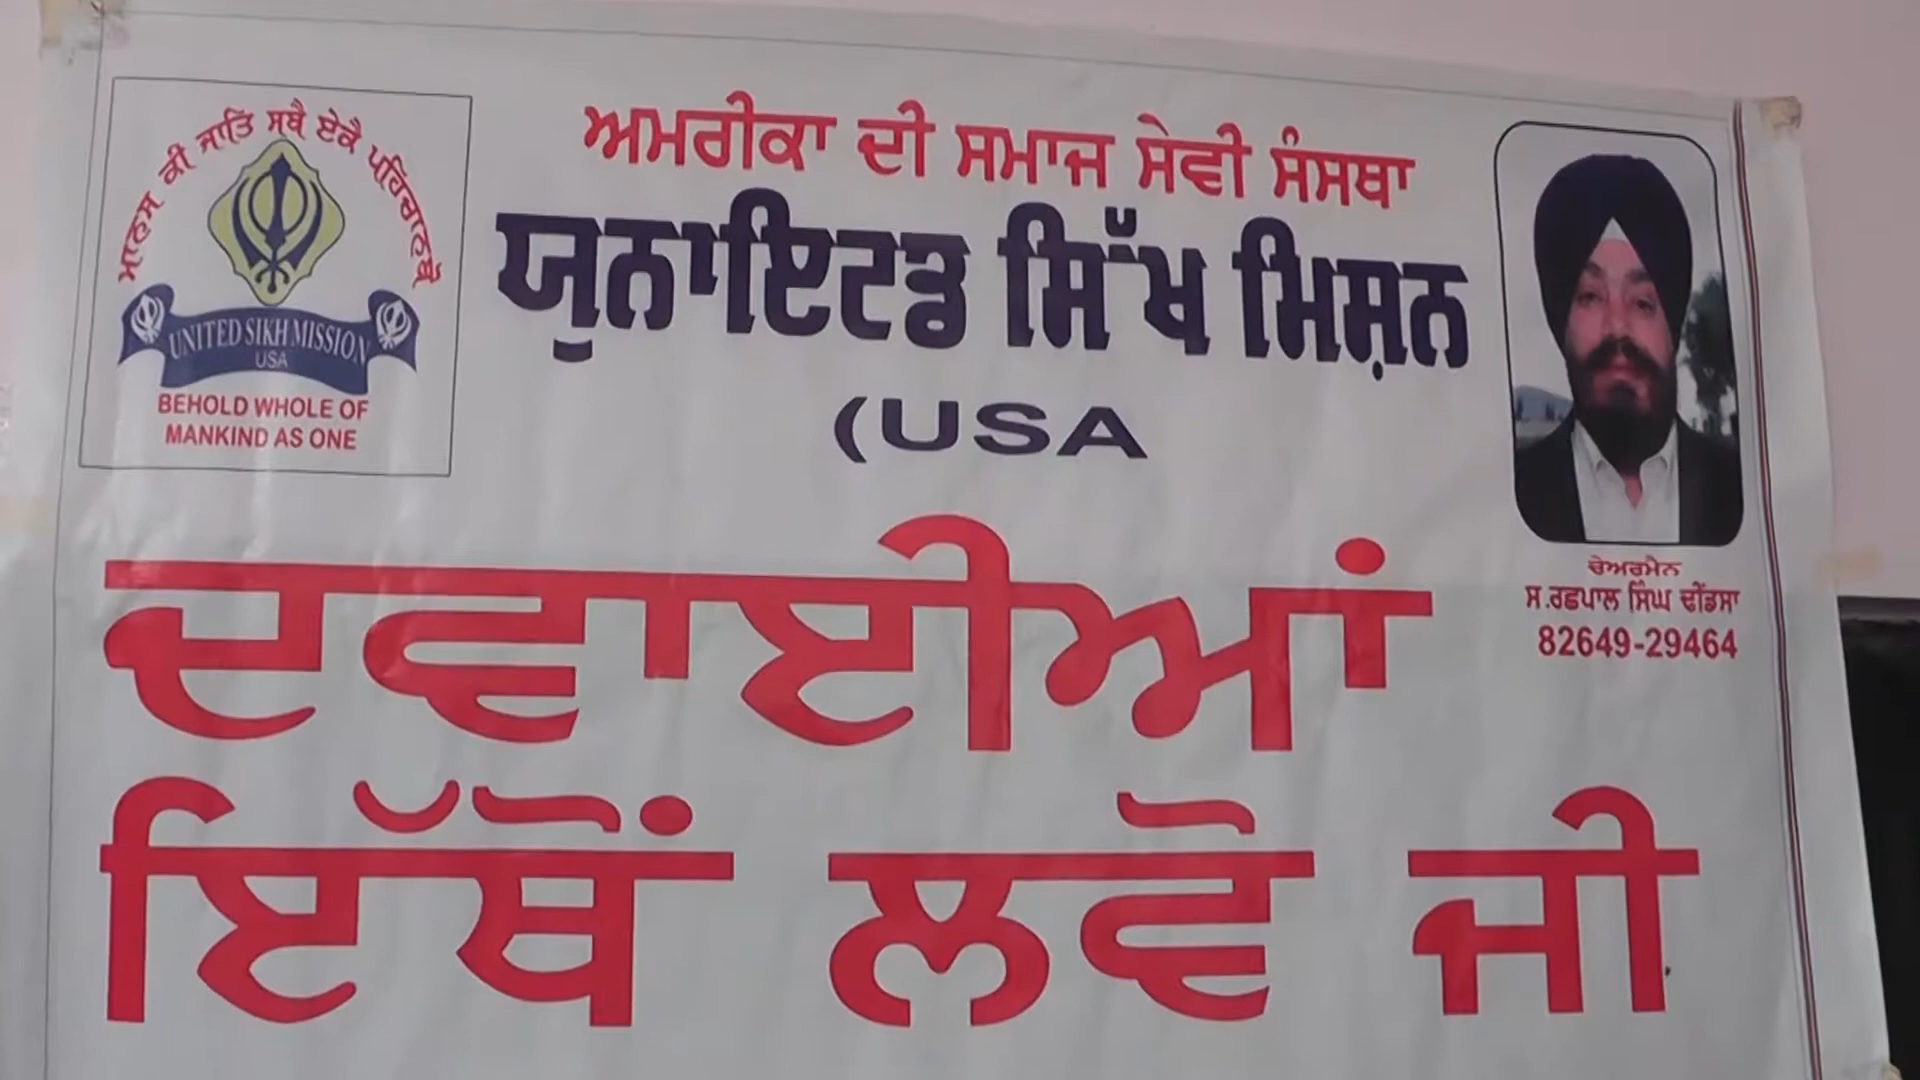 ਮਾਨਸ ਕੀ ਜਾਤਿ ਸਬੈ ਏਕੈ ਪਹਿਚਾਨਬੋ
UNITED SIKH MISSION
USA
BEHOLD WHOLE OF
MANKIND AS ONE
ਅਮਰੀਕਾ ਦੀ ਸਮਾਜ ਸੇਵੀ ਸੰਸਥਾ
ਯੂਨਾਇਟਡ ਸਿੱਖ ਮਿਸ਼ਨ
(USA
ਚੇਅਰਮੈਨ
ਸ.ਰਛਪਾਲ ਸਿੰਘ ਢੀਂਡਸਾ
82649-29464
ਦਵਾਈਆਂ
ਇੱਥੋਂ ਲਵੋ ਜੀ